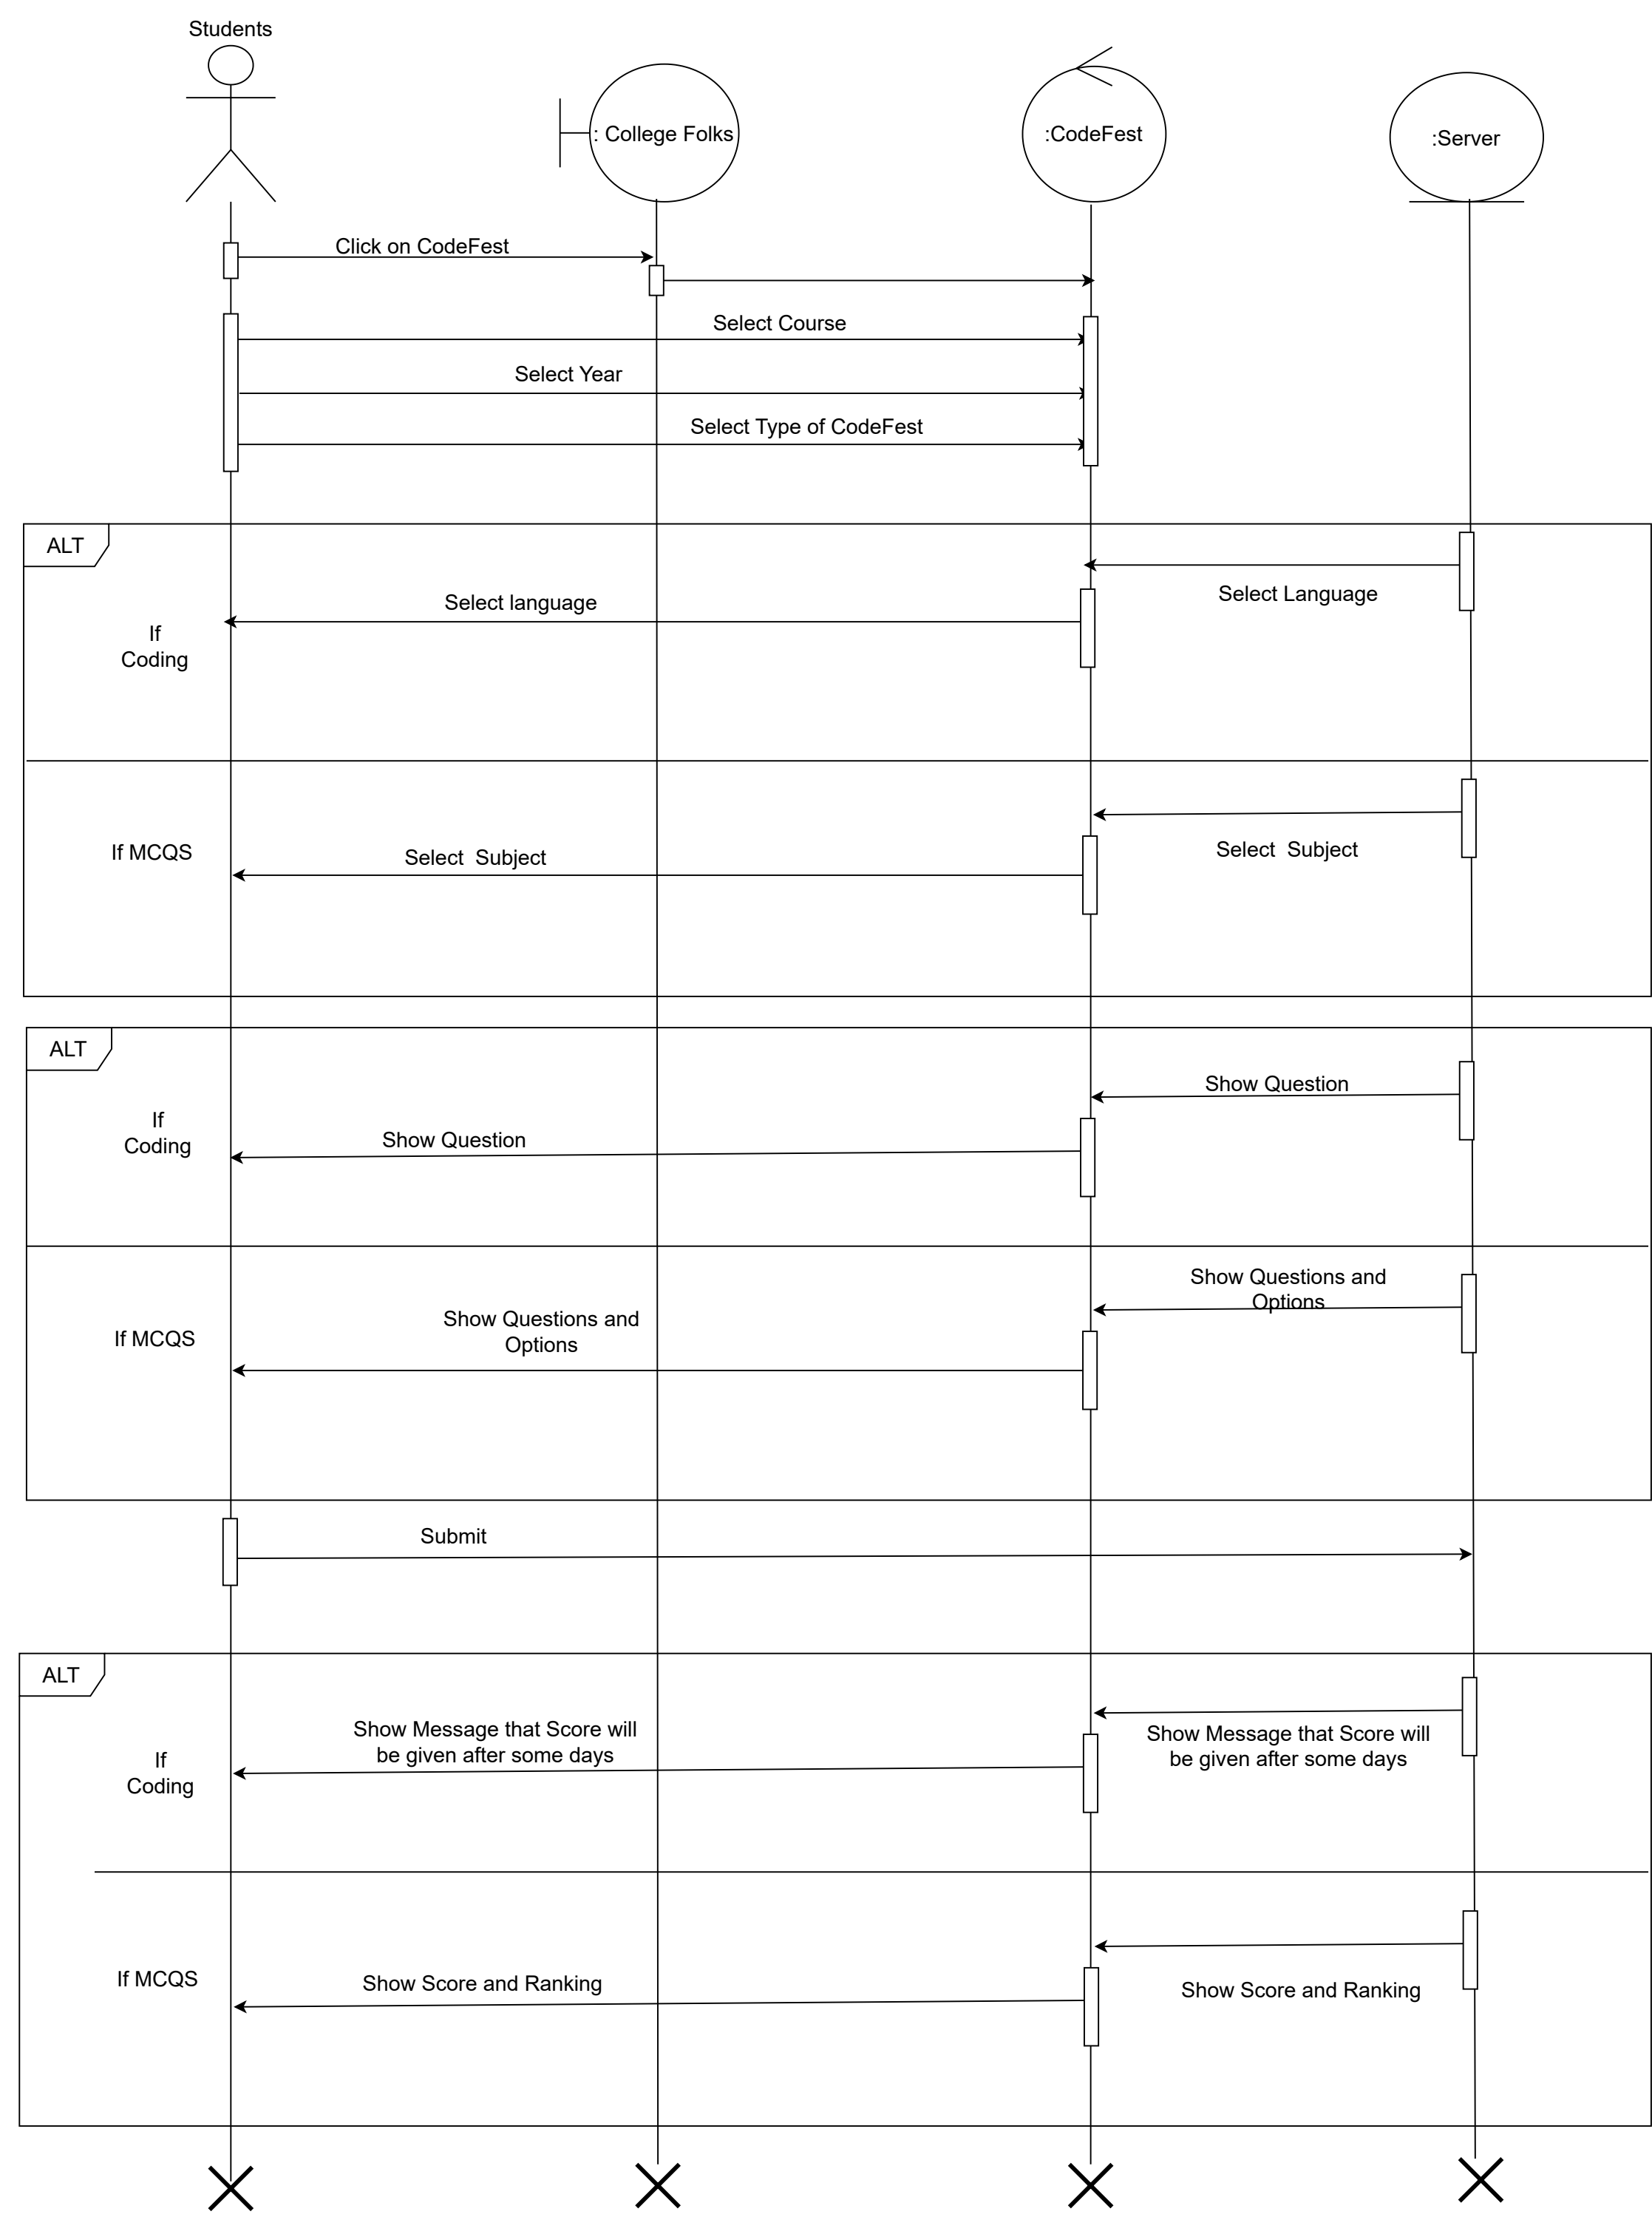 Students
: College Folks
:CodeFest
:Server
Click on CodeFest
Select Course
Select Year
Select Type of CodeFest
ALT
Select Language
Select language
If
Coding
If MCQS
Select  Subject
Select  Subject
ALT
Show Question
If
Coding
Show Question
Show Questions and
Options
Show Questions and
Options
If MCQS
Submit
ALT
Show Message that Score will
be given after some days
Show Message that Score will
be given after some days
If
Coding
If MCQS
Show Score and Ranking
Show Score and Ranking